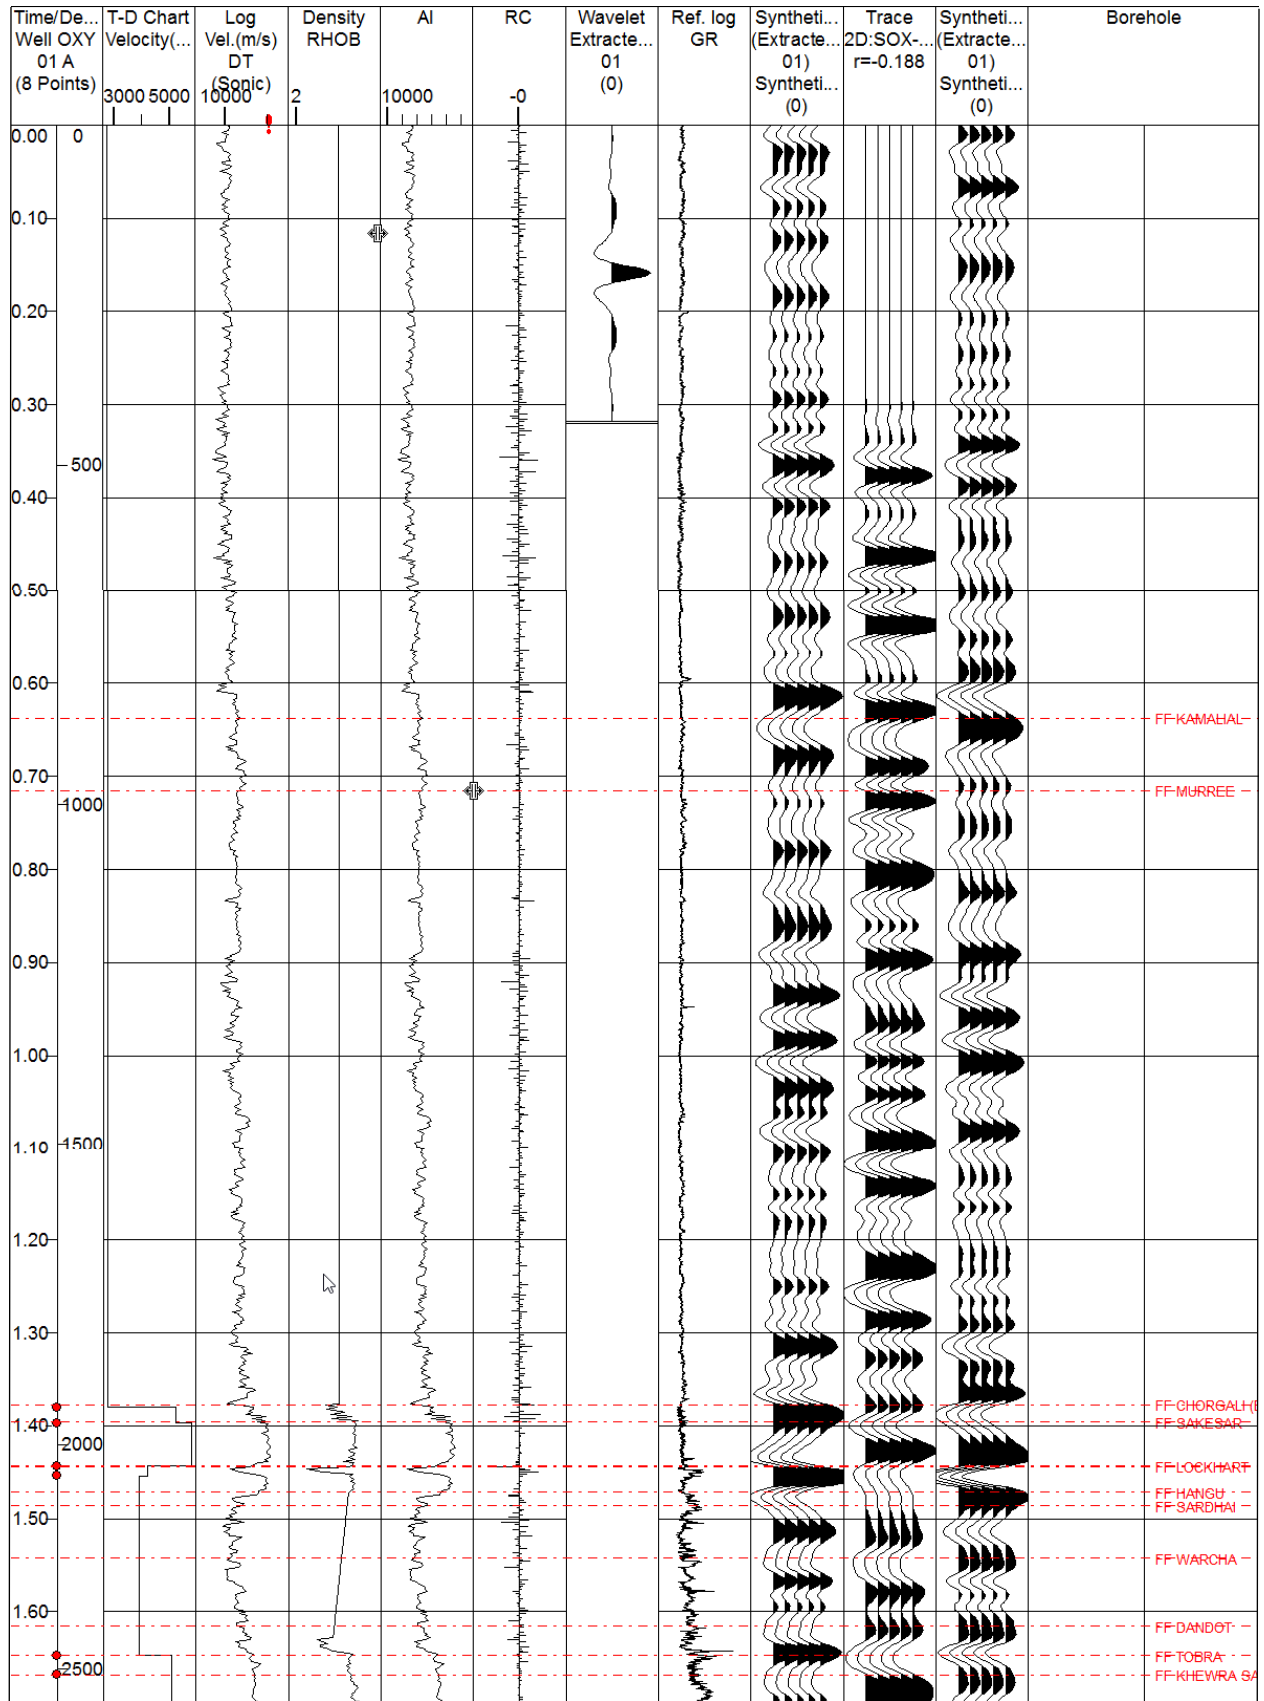 Time/De...
Well OXY
01 A
(8 Points)
T-D Chart
Velocity(...
3000 5000
Log
Vel.(m/s)
DT
(Sonic)
10000
Density
RHOB
2
AI
10000
RC
-0
Wavelet
Extracte...
01
(0)
Ref. log
GR
Syntheti...
(Extracte...
01)
Syntheti...
(0)
Trace
2D:SOX-...
r=-0.188
Syntheti...
(Extracte...
01)
Syntheti...
(0)
Borehole
0.00 0
0.10
0.20
0.30
500
0.40
0.50
0.60
FF KAMALIAL
0.70
FF MURREE
1000
0.80
0.90
1.00
1.10 1500
1.20
1.30
FF CHORGALI (E
1.40
FF SAKESAR
2000
FF LOCKHART
FF HANGU
FF SARDHAI
1.50
FF WARCHA
1.60
FF DANDOT
FF TOBRA
2500
FF KHEWRA SA